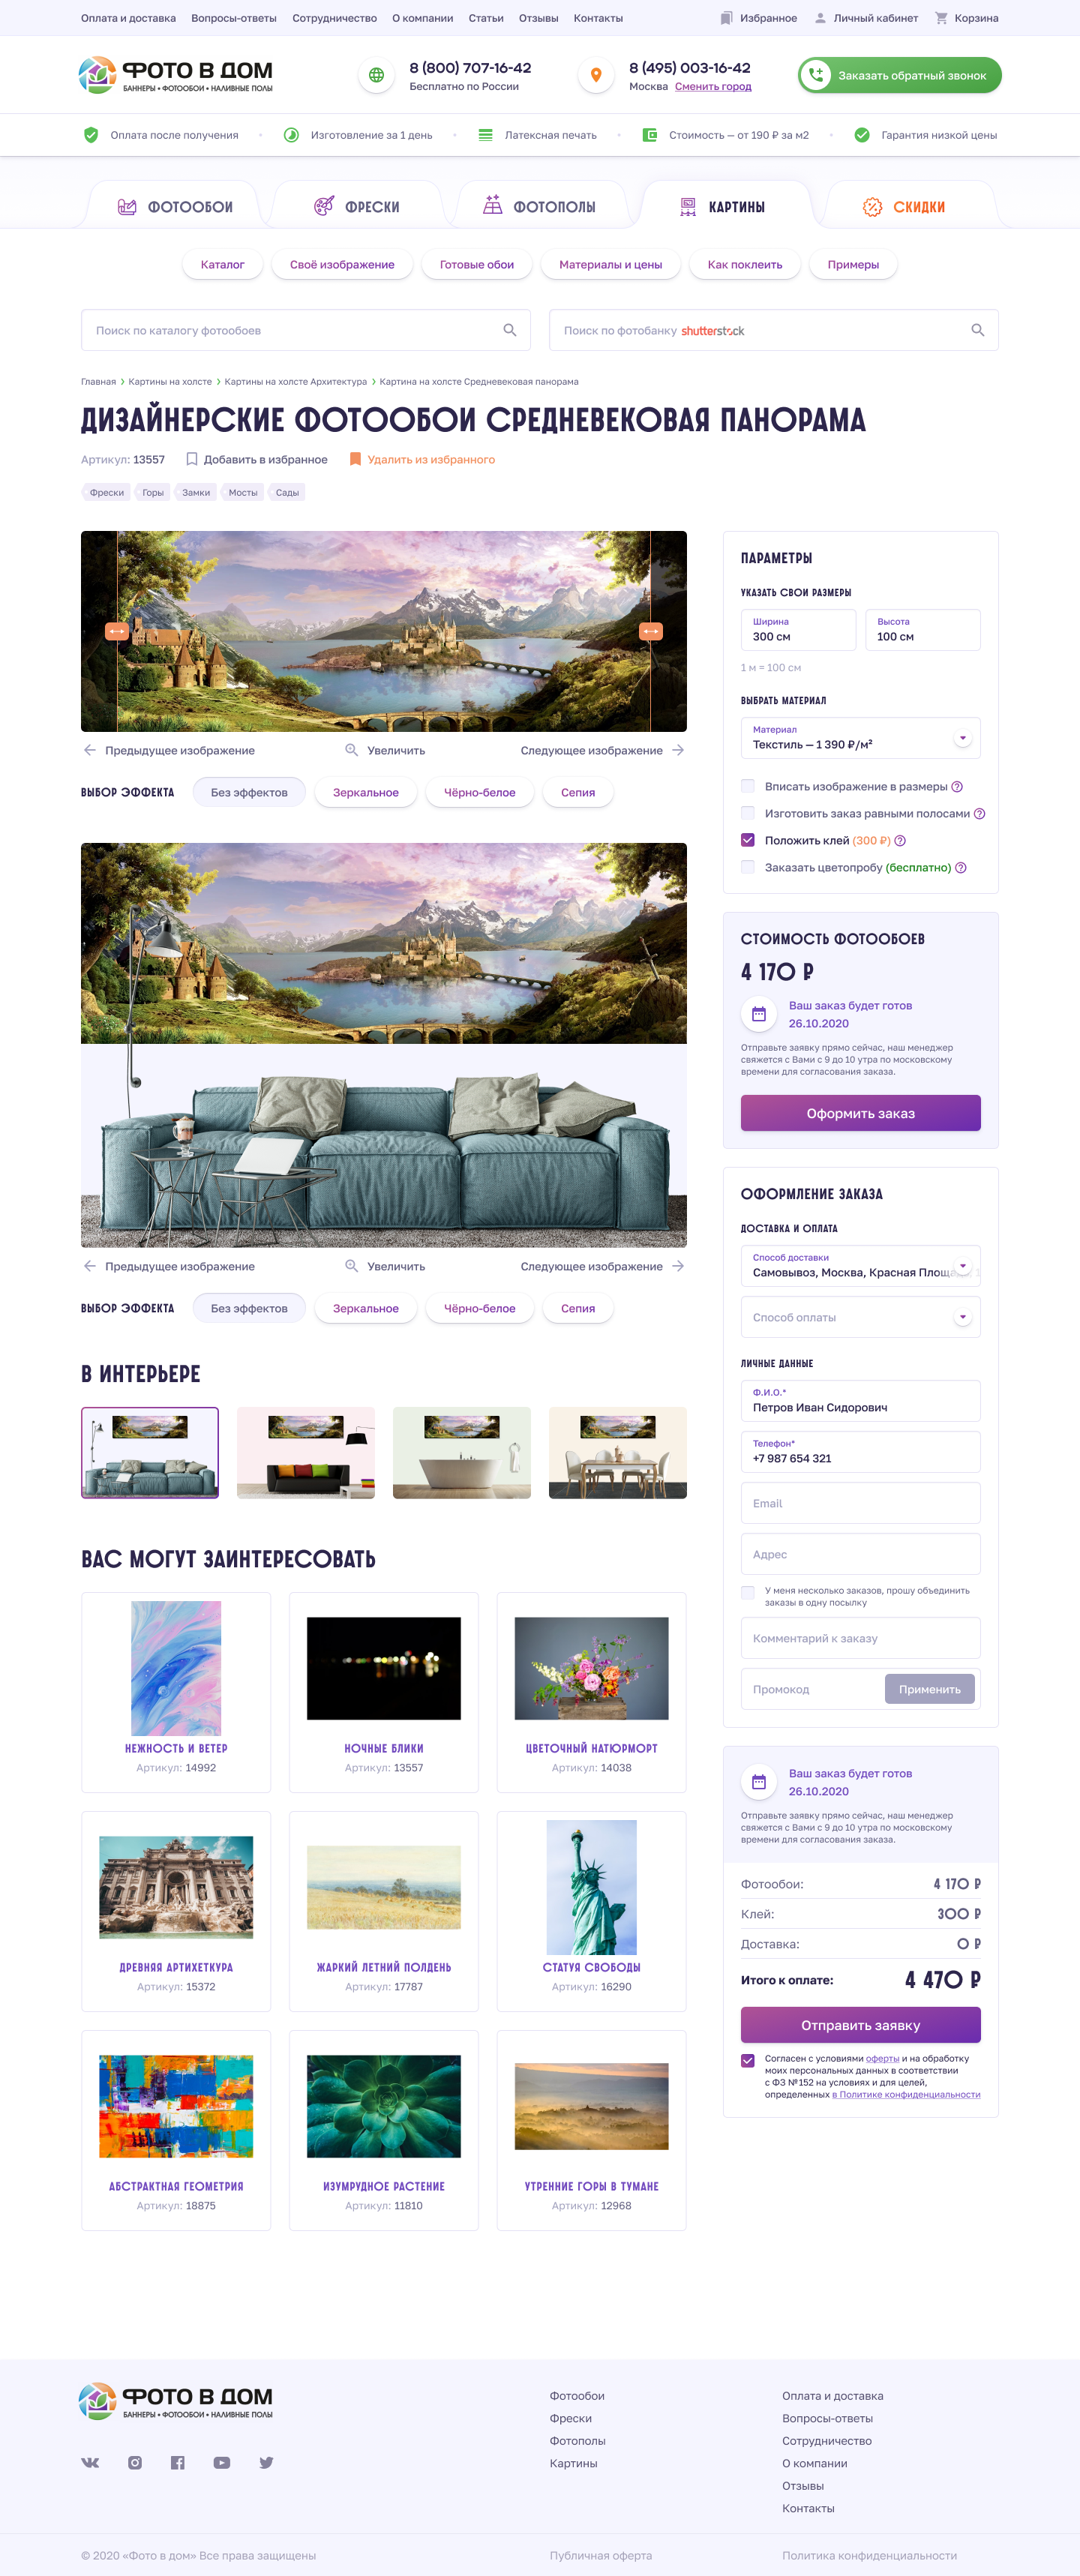 Оплата и доставка Вопросы-ответы Сотрудничество О компании Статьи Отзывы Контакты Избранное Личный кабинет Корзина
ФОТО В ДОМ
БАННЕРЫ • ФОТООБОИ • НАЛИВНЫЕ ПОЛЫ
8 (800) 707-16-42
Бесплатно по России
8 (495) 003-16-42
Москва Сменить город
Заказать обратный звонок
Оплата после получения Изготовление за 1 день Латексная печать Стоимость — от 190 ₽ за м2 Гарантия низкой цены
ФОТООБОИ ФРЕСКИ ФОТОПОЛЫ КАРТИНЫ СКИДКИ
Каталог Своё изображение Готовые обои Материалы и цены Как поклеить Примеры
Поиск по каталогу фотообоев
Поиск по фотобанку shutterstock
Главная › Картины на холсте › Картины на холсте Архитектура › Картина на холсте Средневековая панорама
ДИЗАЙНЕРСКИЕ ФОТООБОИ СРЕДНЕВЕКОВАЯ ПАНОРАМА
Артикул: 13557 Добавить в избранное Удалить из избранного
Фрески Горы Замки Мосты Сады
Предыдущее изображение Увеличить Следующее изображение
ВЫБОР ЭФФЕКТА Без эффектов Зеркальное Чёрно-белое Сепия
Предыдущее изображение Увеличить Следующее изображение
ВЫБОР ЭФФЕКТА Без эффектов Зеркальное Чёрно-белое Сепия
В ИНТЕРЬЕРЕ
ВАС МОГУТ ЗАИНТЕРЕСОВАТЬ
НЕЖНОСТЬ И ВЕТЕР
Артикул: 14992
НОЧНЫЕ БЛИКИ
Артикул: 13557
ЦВЕТОЧНЫЙ НАТЮРМОРТ
Артикул: 14038
ДРЕВНЯЯ АРТИХЕТКУРА
Артикул: 15372
ЖАРКИЙ ЛЕТНИЙ ПОЛДЕНЬ
Артикул: 17787
СТАТУЯ СВОБОДЫ
Артикул: 16290
АБСТРАКТНАЯ ГЕОМЕТРИЯ
Артикул: 18875
ИЗУМРУДНОЕ РАСТЕНИЕ
Артикул: 11810
УТРЕННИЕ ГОРЫ В ТУМАНЕ
Артикул: 12968
ПАРАМЕТРЫ
УКАЗАТЬ СВОИ РАЗМЕРЫ
Ширина
300 см
Высота
100 см
1 м = 100 см
ВЫБРАТЬ МАТЕРИАЛ
Материал
Текстиль — 1 390 ₽/м²
Вписать изображение в размеры ?
Изготовить заказ равными полосами ?
Положить клей (300 ₽) ?
Заказать цветопробу (бесплатно) ?
СТОИМОСТЬ ФОТООБОЕВ
4 170 ₽
Ваш заказ будет готов
26.10.2020
Отправьте заявку прямо сейчас, наш менеджер
свяжется с Вами с 9 до 10 утра по московскому
времени для согласования заказа.
Оформить заказ
ОФОРМЛЕНИЕ ЗАКАЗА
ДОСТАВКА И ОПЛАТА
Способ доставки
Самовывоз, Москва, Красная Площа
Способ оплаты
ЛИЧНЫЕ ДАННЫЕ
Ф.И.О.*
Петров Иван Сидорович
Телефон*
+7 987 654 321
Email
Адрес
У меня несколько заказов, прошу объединить
заказы в одну посылку
Комментарий к заказу
Промокод Применить
Ваш заказ будет готов
26.10.2020
Отправьте заявку прямо сейчас, наш менеджер
свяжется с Вами с 9 до 10 утра по московскому
времени для согласования заказа.
Фотообои: 4 170 ₽
Клей: 300 ₽
Доставка: 0 ₽
Итого к оплате: 4 470 ₽
Отправить заявку
Согласен с условиями оферты и на обработку
моих персональных данных в соответствии
с ФЗ №152 на условиях и для целей,
определенных в Политике конфиденциальности
ФОТО В ДОМ
БАННЕРЫ • ФОТООБОИ • НАЛИВНЫЕ ПОЛЫ
Фотообои
Фрески
Фотополы
Картины
Оплата и доставка
Вопросы-ответы
Сотрудничество
О компании
Отзывы
Контакты
© 2020 «Фото в дом» Все права защищены Публичная оферта Политика конфиденциальности